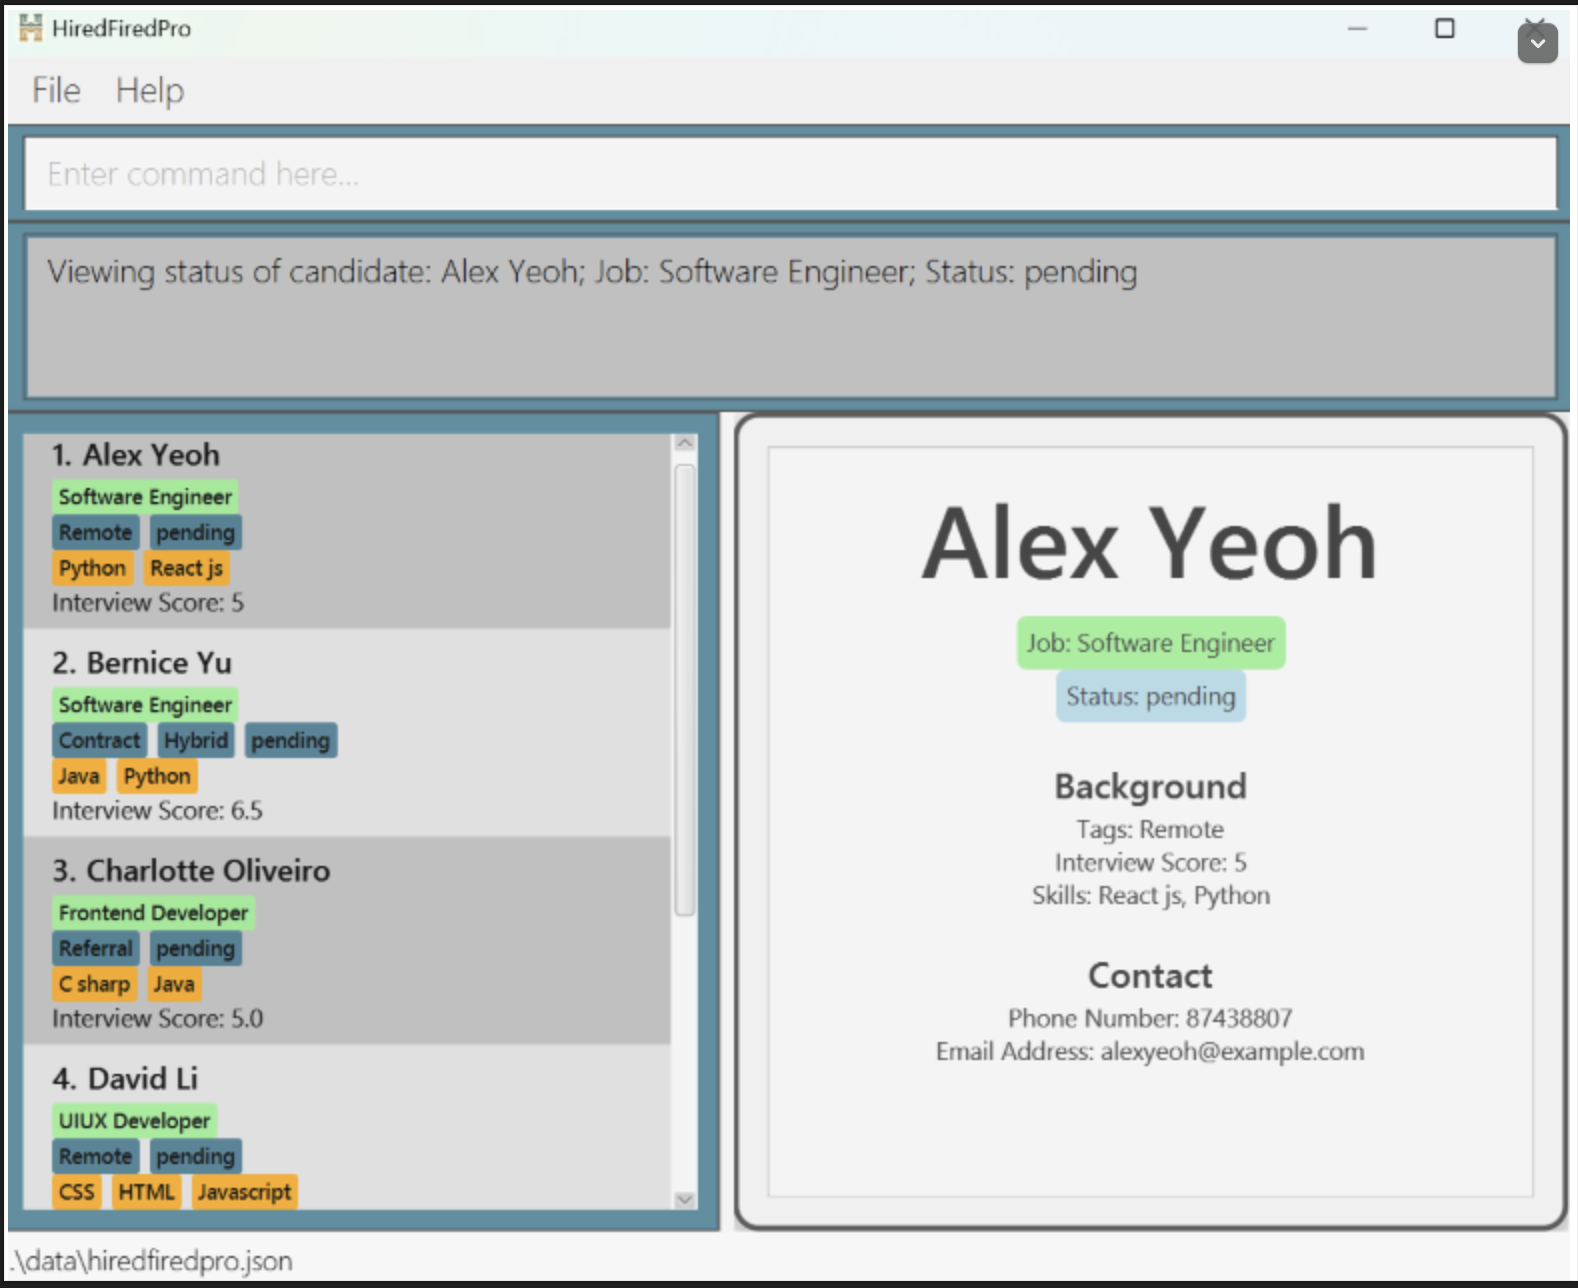 HiredFiredPro
File Help
Enter command here...
Viewing status of candidate: Alex Yeoh; Job: Software Engineer; Status: pending
1. Alex Yeoh
Software Engineer
Remote pending
Python React js
Interview Score: 5
2. Bernice Yu
Software Engineer
Contract Hybrid pending
Java Python
Interview Score: 6.5
3. Charlotte Oliveiro
Frontend Developer
Referral pending
C sharp Java
Interview Score: 5.0
4. David Li
UIUX Developer
Remote pending
CSS HTML Javascript
Alex Yeoh
Job: Software Engineer
Status: pending
Background
Tags: Remote
Interview Score: 5
Skills: React js, Python
Contact
Phone Number: 87438807
Email Address: alexyeoh@example.com
.\data\hiredfiredpro.json